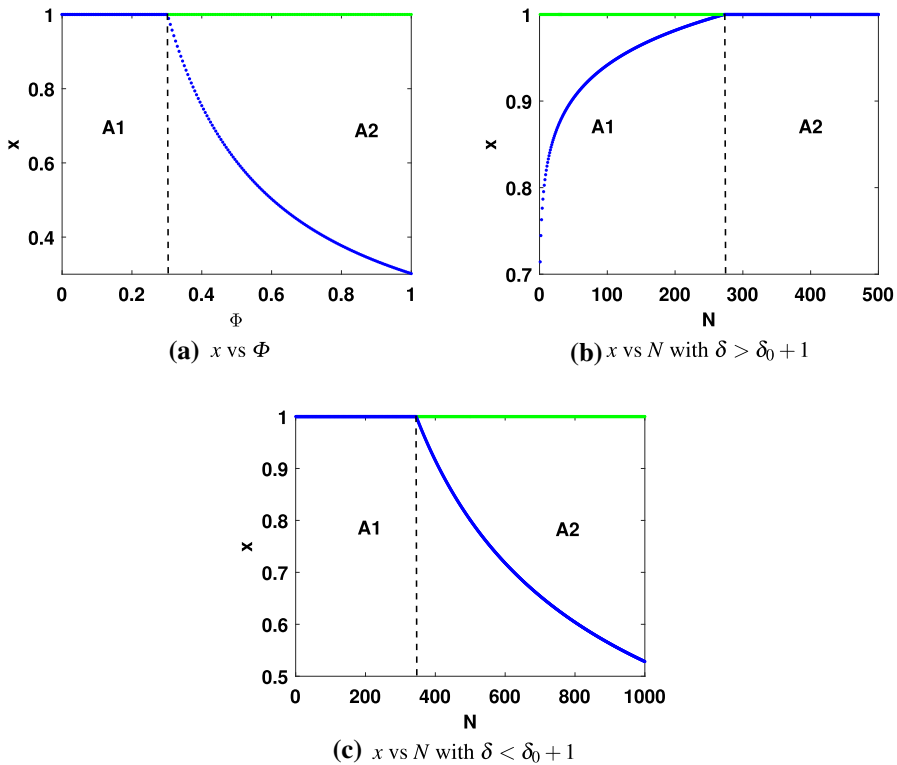 1
0.8
0.6
0.4
x
A1
A2
0 0.2 0.4 0.6 0.8 1
Φ
(a) x vs Φ
1
0.9
0.8
0.7
x
A1
A2
0 100 200 300 400 500
N
(b) x vs N with δ > δ₀ + 1
1
0.9
0.8
0.7
0.6
0.5
x
A1
A2
0 200 400 600 800 1000
N
(c) x vs N with δ < δ₀ + 1